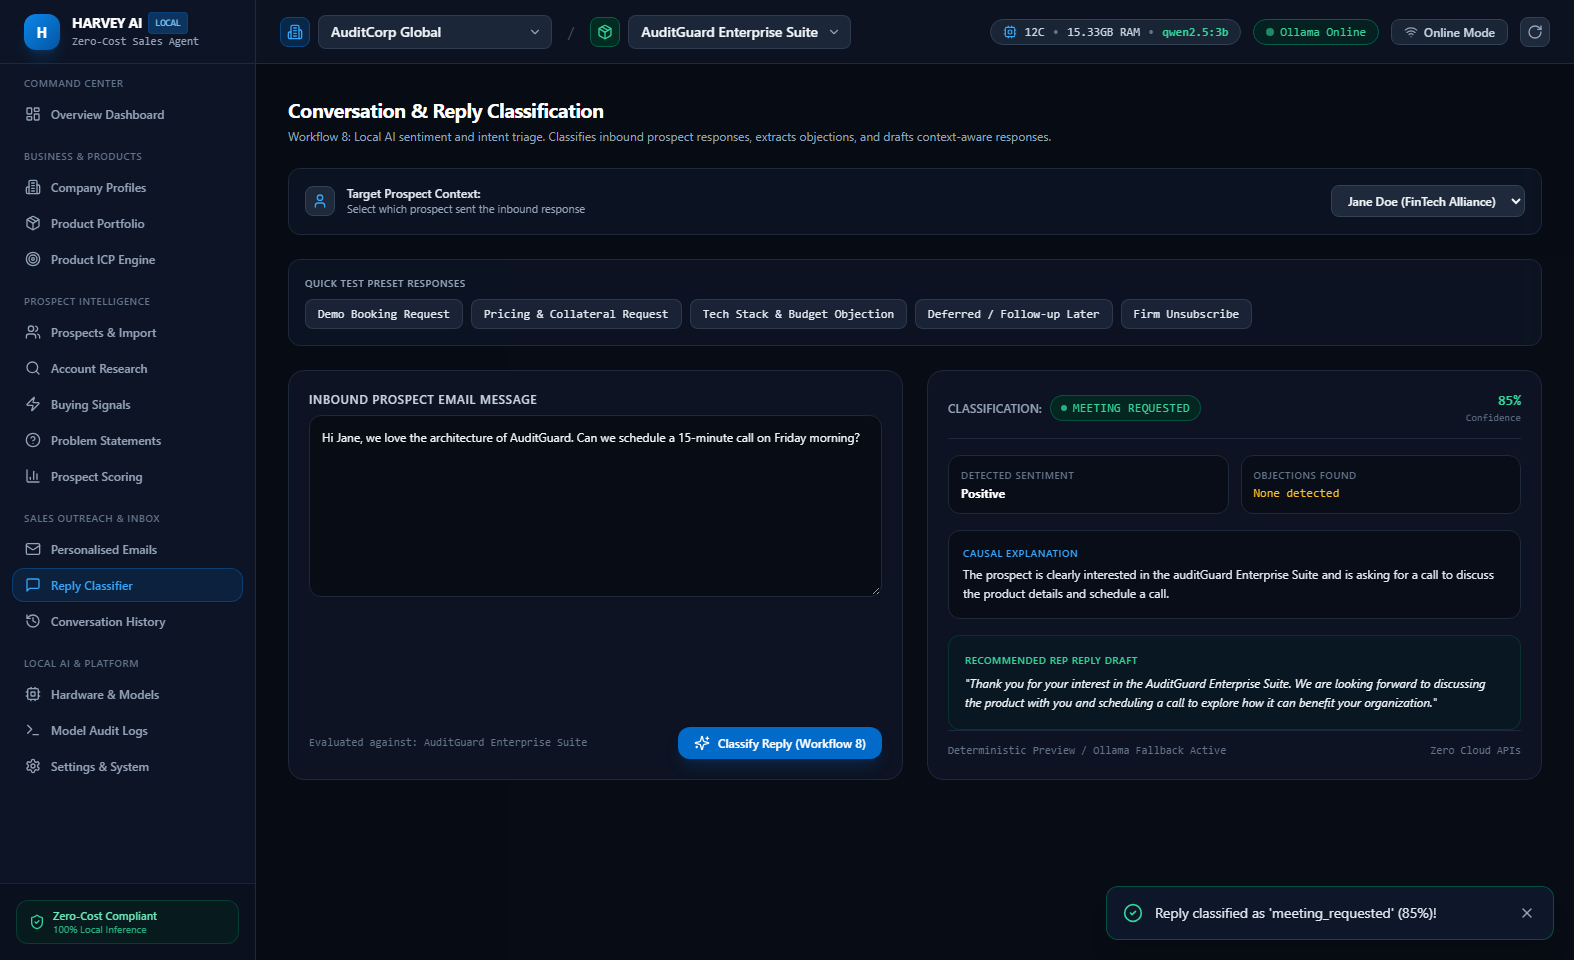 H
HARVEY AI
LOCAL
Zero-Cost Sales Agent
AuditCorp Global
/
AuditGuard Enterprise Suite
12C • 15.33GB RAM • qwen2.5:3b
Ollama Online
Online Mode
COMMAND CENTER
Overview Dashboard
BUSINESS & PRODUCTS
Company Profiles
Product Portfolio
Product ICP Engine
PROSPECT INTELLIGENCE
Prospects & Import
Account Research
Buying Signals
Problem Statements
Prospect Scoring
SALES OUTREACH & INBOX
Personalised Emails
Reply Classifier
Conversation History
LOCAL AI & PLATFORM
Hardware & Models
Model Audit Logs
Settings & System
Zero-Cost Compliant
100% Local Inference
Conversation & Reply Classification
Workflow 8: Local AI sentiment and intent triage. Classifies inbound prospect responses, extracts objections, and drafts context-aware responses.
Target Prospect Context:
Select which prospect sent the inbound response
Jane Doe (FinTech Alliance)
QUICK TEST PRESET RESPONSES
Demo Booking Request
Pricing & Collateral Request
Tech Stack & Budget Objection
Deferred / Follow-up Later
Firm Unsubscribe
INBOUND PROSPECT EMAIL MESSAGE
Hi Jane, we love the architecture of AuditGuard. Can we schedule a 15-minute call on Friday morning?
Evaluated against: AuditGuard Enterprise Suite
Classify Reply (Workflow 8)
CLASSIFICATION:
MEETING REQUESTED
85%
Confidence
DETECTED SENTIMENT
Positive
OBJECTIONS FOUND
None detected
CAUSAL EXPLANATION
The prospect is clearly interested in the auditGuard Enterprise Suite and is asking for a call to discuss
the product details and schedule a call.
RECOMMENDED REP REPLY DRAFT
"Thank you for your interest in the AuditGuard Enterprise Suite. We are looking forward to discussing
the product with you and scheduling a call to explore how it can benefit your organization."
Deterministic Preview / Ollama Fallback Active
Zero Cloud APIs
Reply classified as 'meeting_requested' (85%)!